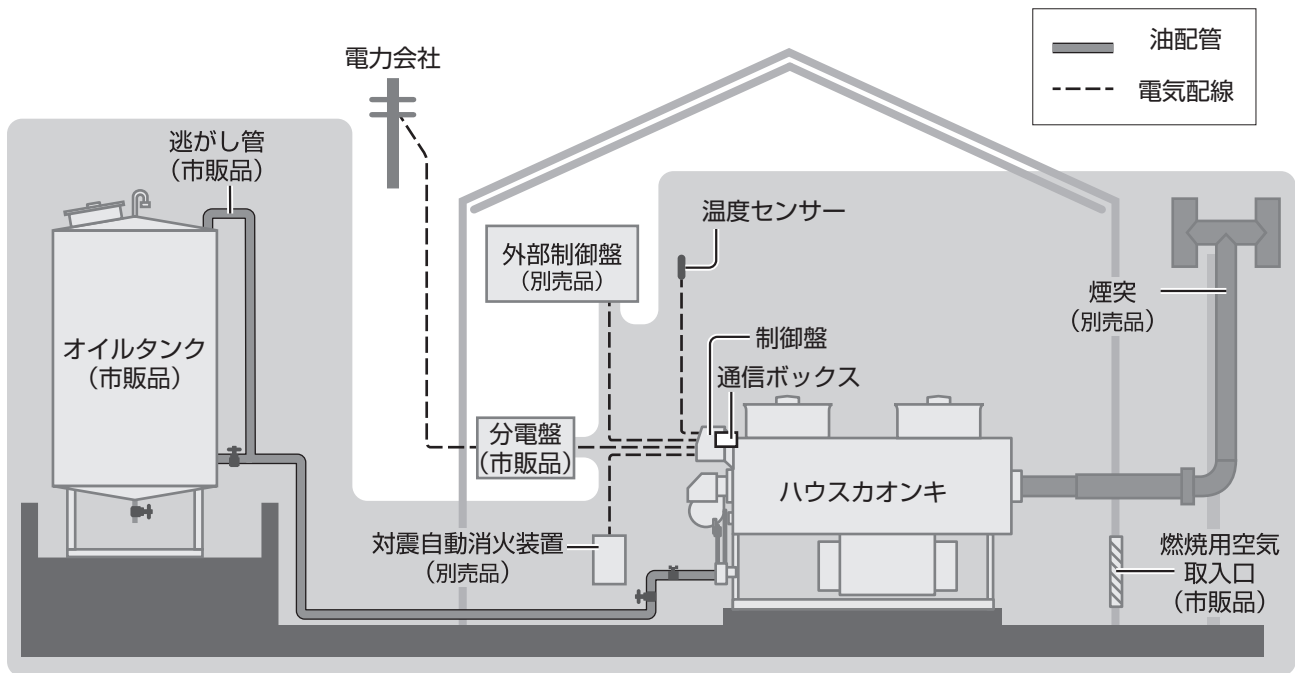 油配管
電気配線
電力会社
逃がし管
（市販品）
温度センサー
外部制御盤
（別売品）
煙突
（別売品）
オイルタンク
（市販品）
制御盤
通信ボックス
分電盤
（市販品）
ハウスカオンキ
対震自動消火装置
（別売品）
燃焼用空気
取入口
（市販品）